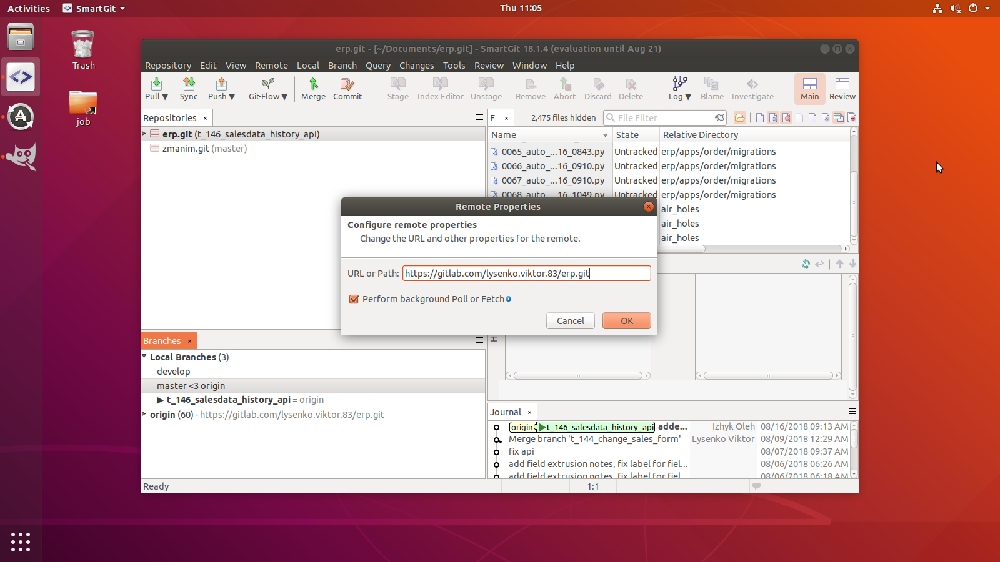 Activities SmartGit Thu 11:05
Trash
job
erp.git - [~/Documents/erp.git] - SmartGit 18.1.4 (evaluation until Aug 21)
Repository Edit View Remote Local Branch Query Changes Tools Review Window Help
Pull Sync Push Git-Flow Merge Commit Stage Index Editor Unstage Remove Abort Discard Delete Log Blame Investigate Main Review
Repositories
erp.git (t_146_salesdata_history_api)
zmanim.git (master)
F 2,475 files hidden File Filter
Name State Relative Directory
0065_auto_...16_0843.py Untracked erp/apps/order/migrations
0066_auto_...16_0910.py Untracked erp/apps/order/migrations
0067_auto_...16_0910.py Untracked erp/apps/order/migrations
0068_auto_...16_1049.py Untracked erp/apps/order/migrations
air_holes
air_holes
air_holes
Remote Properties
Configure remote properties
Change the URL and other properties for the remote.
URL or Path: https://gitlab.com/lysenko.viktor.83/erp.git
Perform background Poll or Fetch
Cancel OK
H
Branches
Local Branches (3)
develop
master <3 origin
t_146_salesdata_history_api = origin
origin (60) - https://gitlab.com/lysenko.viktor.83/erp.git
Journal
origin t_146_salesdata_history_api adde... Izhyk Oleh 08/16/2018 09:13 AM
Merge branch 't_144_change_sales_form' Lysenko Viktor 08/09/2018 12:29 AM
fix api 08/07/2018 09:37 AM
add field extrusion notes, fix label for fiel... 08/06/2018 06:26 AM
add field extrusion notes, fix label for fiel 08/06/2018 06:18 AM
Ready 1:1